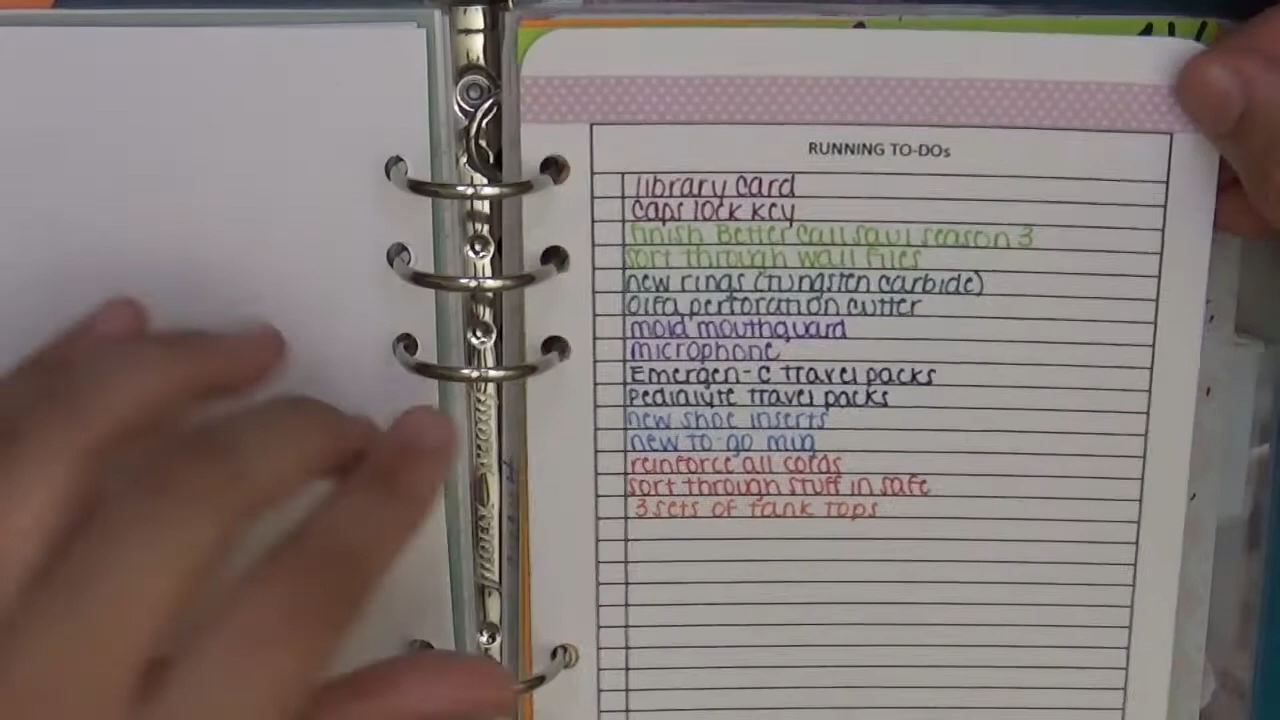 RUNNING TO-DOs
library card
caps lock key
finish Better Call Saul season 3
sort through wall files
new rings (tungsten carbide)
Olfa perforation cutter
mold mouthguard
microphone
Emergen-C travel packs
Pedialyte travel packs
new shoe inserts
new to-go mug
reinforce all cords
sort through stuff in safe
3 sets of tank tops